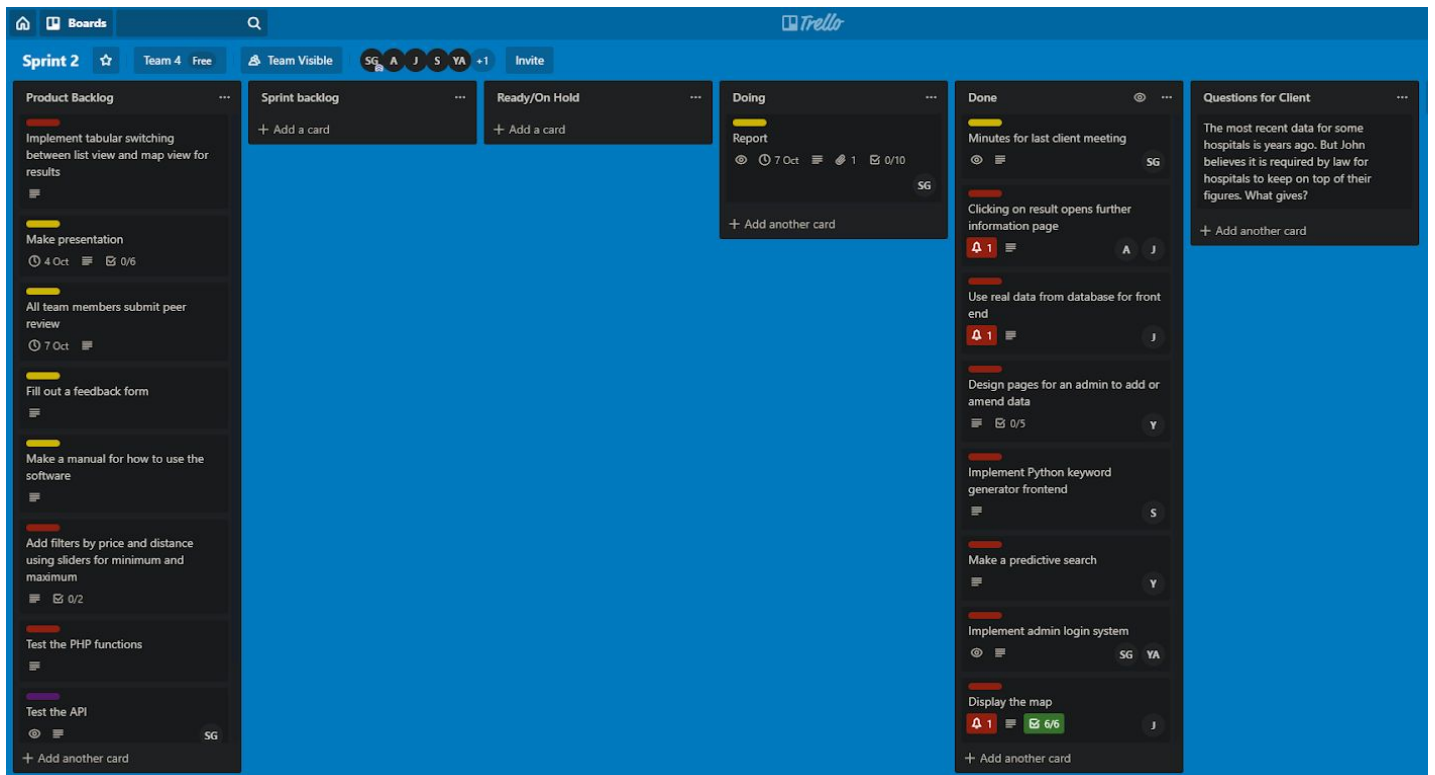 Boards
Trello
Sprint 2
Team 4 Free
Team Visible
SG A J S YA +1
Invite
Product Backlog
Implement tabular switching
between list view and map view for
results
Make presentation
4 Oct 0/6
All team members submit peer
review
7 Oct
Fill out a feedback form
Make a manual for how to use the
software
Add filters by price and distance
using sliders for minimum and
maximum
0/2
Test the PHP functions
Test the API
SG
+ Add another card
Sprint backlog
+ Add a card
Ready/On Hold
+ Add a card
Doing
Report
7 Oct 1 0/10
SG
+ Add another card
Done
Minutes for last client meeting
SG
Clicking on result opens further
information page
1 A J
Use real data from database for front
end
1 J
Design pages for an admin to add or
amend data
0/5 Y
Implement Python keyword
generator frontend
S
Make a predictive search
Y
Implement admin login system
SG YA
Display the map
1 6/6 J
+ Add another card
Questions for Client
The most recent data for some
hospitals is years ago. But John
believes it is required by law for
hospitals to keep on top of their
figures. What gives?
+ Add another card